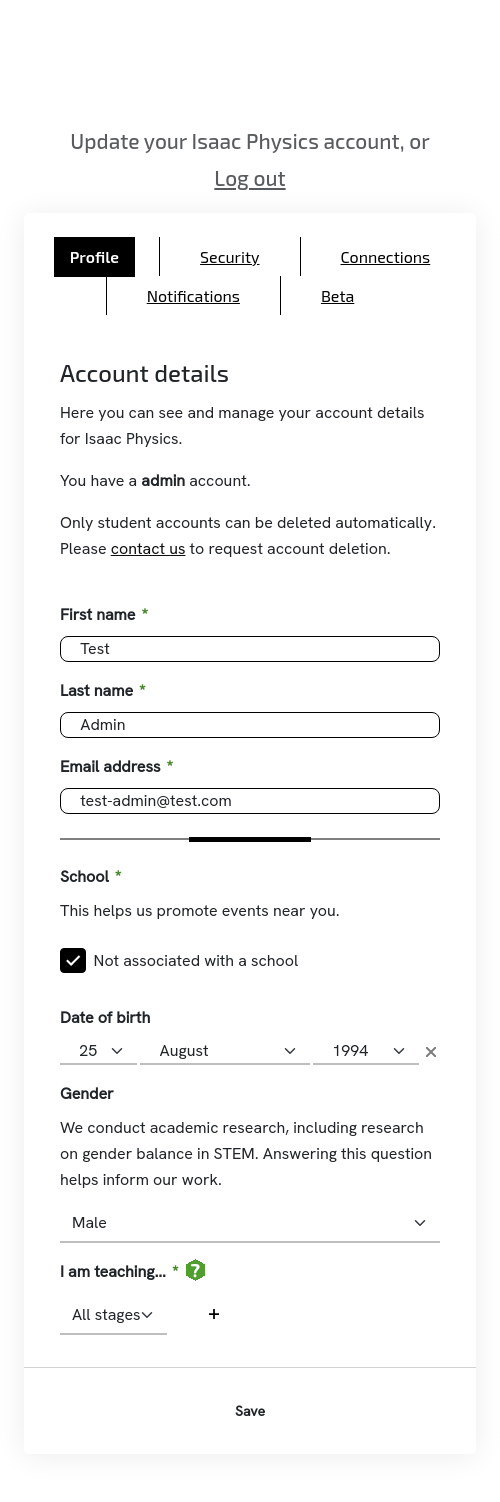 Update your Isaac Physics account, or
Log out
Profile
Security
Connections
Notifications
Beta
Account details
Here you can see and manage your account details
for Isaac Physics.
You have a admin account.
Only student accounts can be deleted automatically.
Please contact us to request account deletion.
First name *
Test
Last name *
Admin
Email address *
test-admin@test.com
School *
This helps us promote events near you.
Not associated with a school
Date of birth
25 August 1994
Gender
We conduct academic research, including research
on gender balance in STEM. Answering this question
helps inform our work.
Male
I am teaching... * ?
All stages
Save